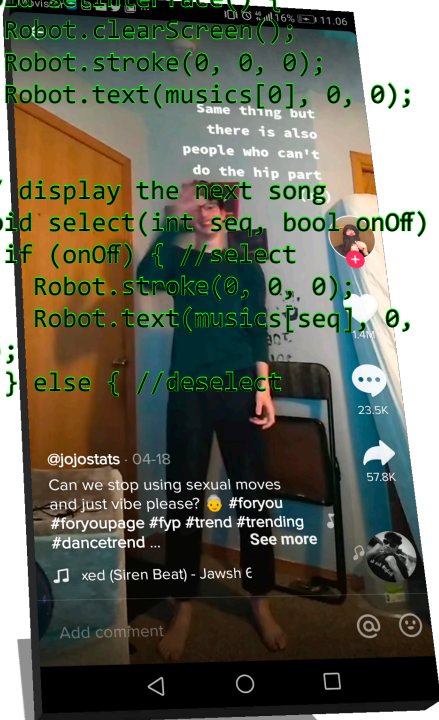 Robot.clearScreen();
16% 11.06
Robot.stroke(0, 0, 0);
Robot.text(musics[0], 0, 0);
Same thing but
there is also
people who can't
do the hip part
/ display the next song
oid select(int seq, bool onOff)
if (onOff) { //select
Robot.stroke(0, 0, 0);
Robot.text(musics[seq], 0,
1.4M
;
} else { //deselect
23.5K
@jojostats · 04-18
57.8K
Can we stop using sexual moves
and just vibe please? 👵 #foryou
#foryoupage #fyp #trend #trending
#dancetrend ... See more
xed (Siren Beat) - Jawsh 6
Add comment